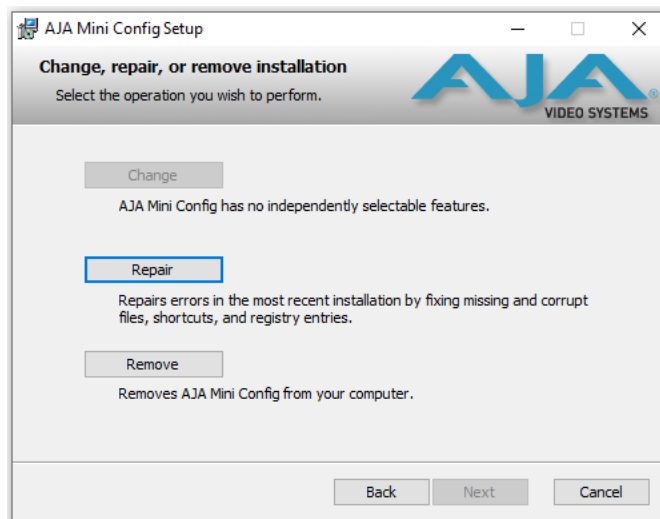 AJA Mini Config Setup
Change, repair, or remove installation
Select the operation you wish to perform.
AJA®
VIDEO SYSTEMS
Change
AJA Mini Config has no independently selectable features.
Repair
Repairs errors in the most recent installation by fixing missing and corrupt
files, shortcuts, and registry entries.
Remove
Removes AJA Mini Config from your computer.
Back
Next
Cancel